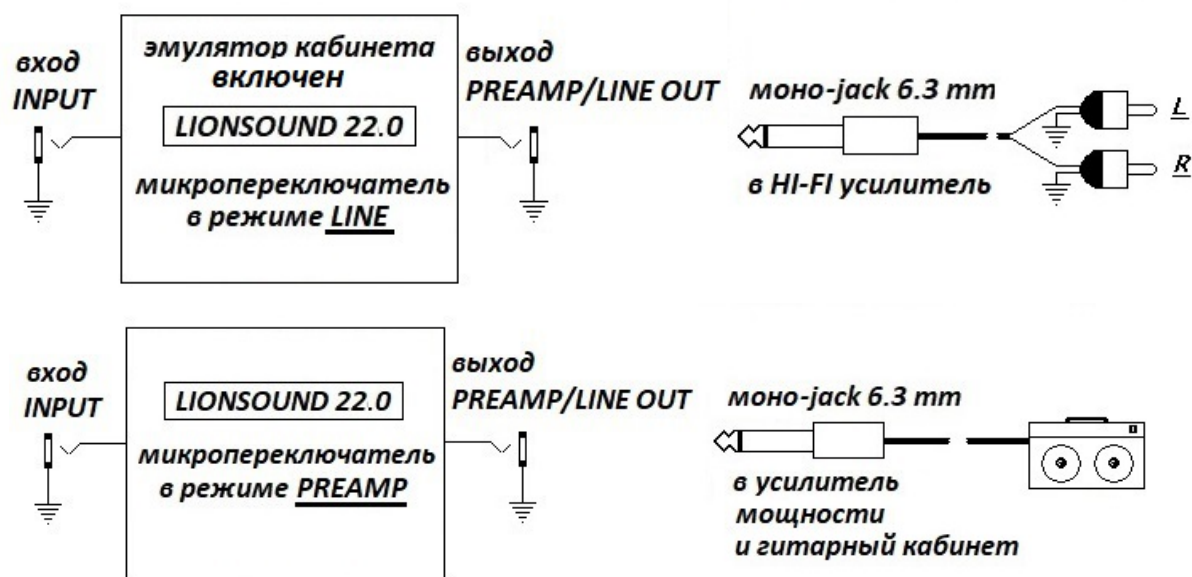 вход
INPUT
эмулятор кабинета
включен
LIONSOUND 22.0
микропереключатель
в режиме LINE
выход
PREAMP/LINE OUT
моно-jack 6.3 mm
в HI-FI усилитель
L
R
вход
INPUT
LIONSOUND 22.0
микропереключатель
в режиме PREAMP
выход
PREAMP/LINE OUT
моно-jack 6.3 mm
в усилитель
мощности
и гитарный кабинет